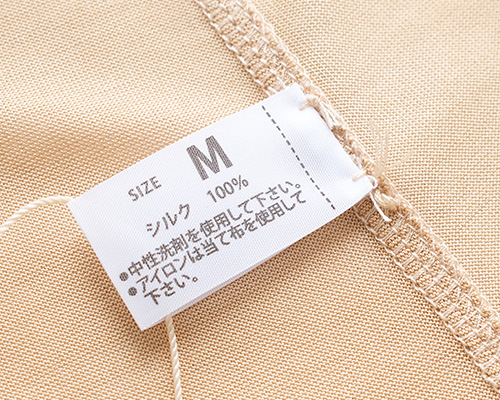 SIZE M
シルク 100%
●中性洗剤を使用して下さい。
●アイロンは当て布を使用して
下さい。